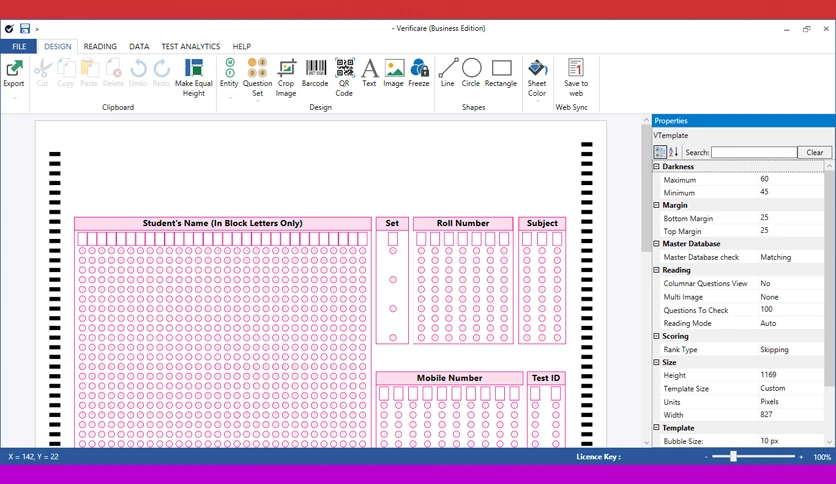 - Verificare (Business Edition)
FILE DESIGN READING DATA TEST ANALYTICS HELP
Export Cut Copy Paste Delete Undo Redo Make Equal Height Entity Question Set Crop Image Barcode QR Code Text Image Freeze Line Circle Rectangle Sheet Color Save to web
Clipboard Design Shapes Web Sync
Properties
VTemplate
Search: Clear
Darkness
Maximum 60
Minimum 45
Margin
Bottom Margin 25
Top Margin 25
Master Database
Master Database check Matching
Reading
Columnar Questions View No
Multi Image None
Questions To Check 100
Reading Mode Auto
Scoring
Rank Type Skipping
Size
Height 1169
Template Size Custom
Units Pixels
Width 827
Template
Bubble Size: 10 px
Student's Name (In Block Letters Only) Set Roll Number Subject
Mobile Number Test ID
X = 142, Y = 22 Licence Key : - + 100%